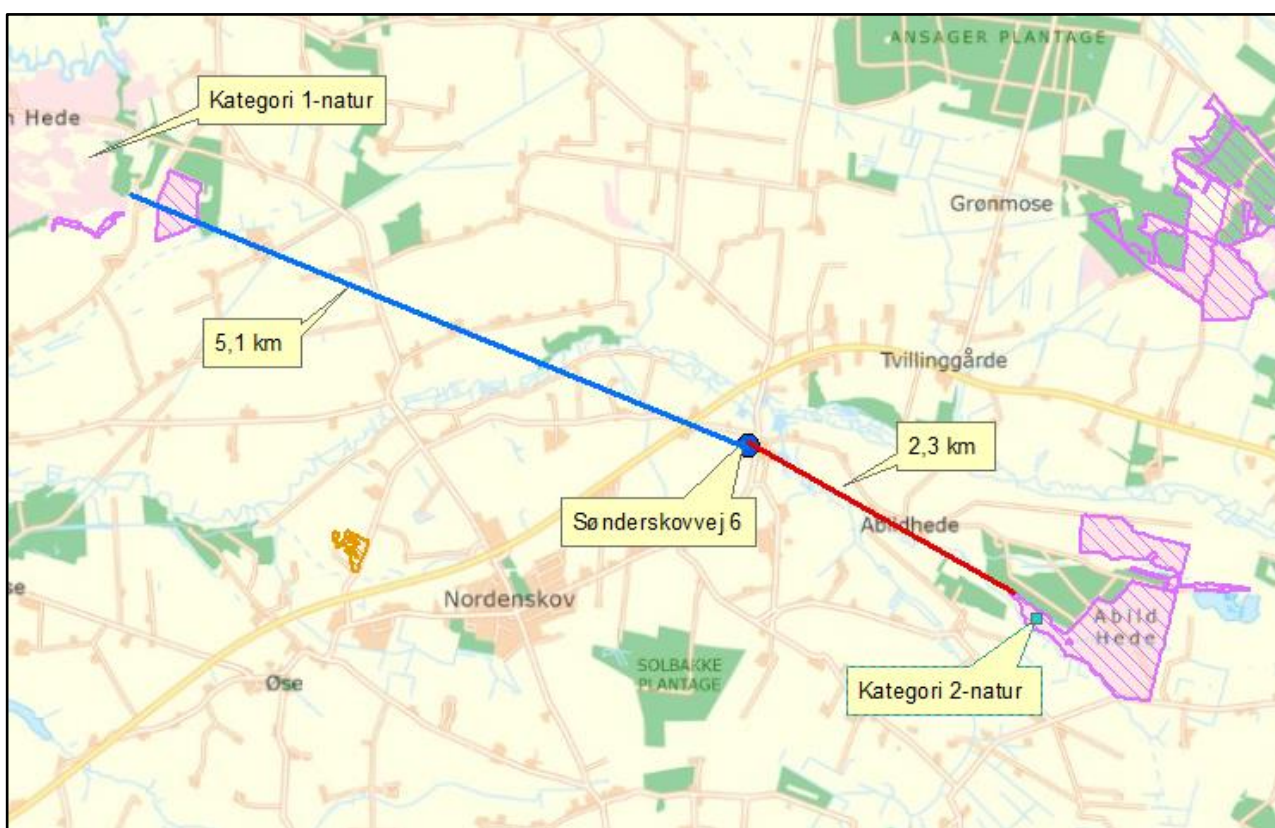 ANSAGER PLANTAGE
Kategori 1-natur
n Hede
Grønmose
5,1 km
Tvillinggårde
2,3 km
Sønderskovvej 6
Abildhede
Nordenskov
Abild
Hede
SOLBAKKE
PLANTAGE
Øse
Kategori 2-natur
se